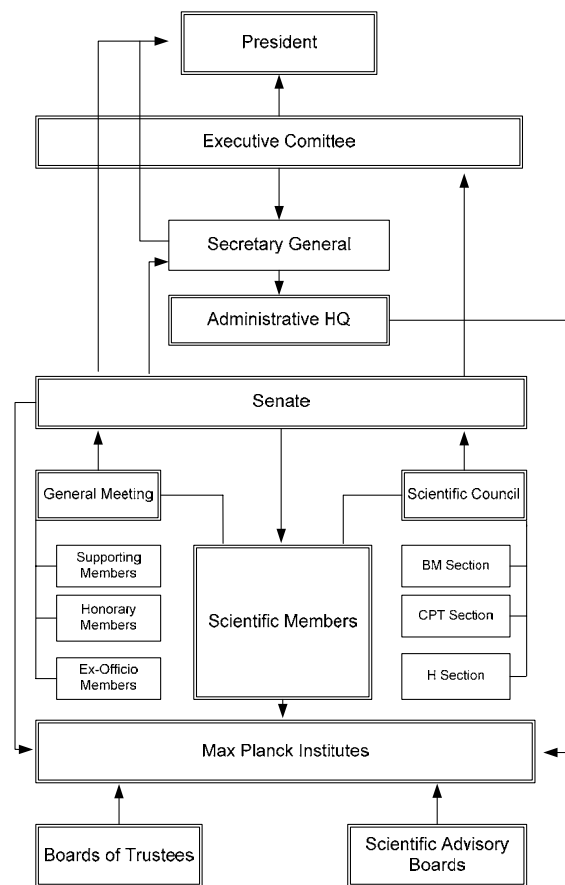 President
Executive Comittee
Secretary General
Administrative HQ
Senate
General Meeting
Scientific Council
Supporting
Members
BM Section
Honorary
Members
Scientific Members
CPT Section
Ex-Officio
Members
H Section
Max Planck Institutes
Boards of Trustees
Scientific Advisory
Boards